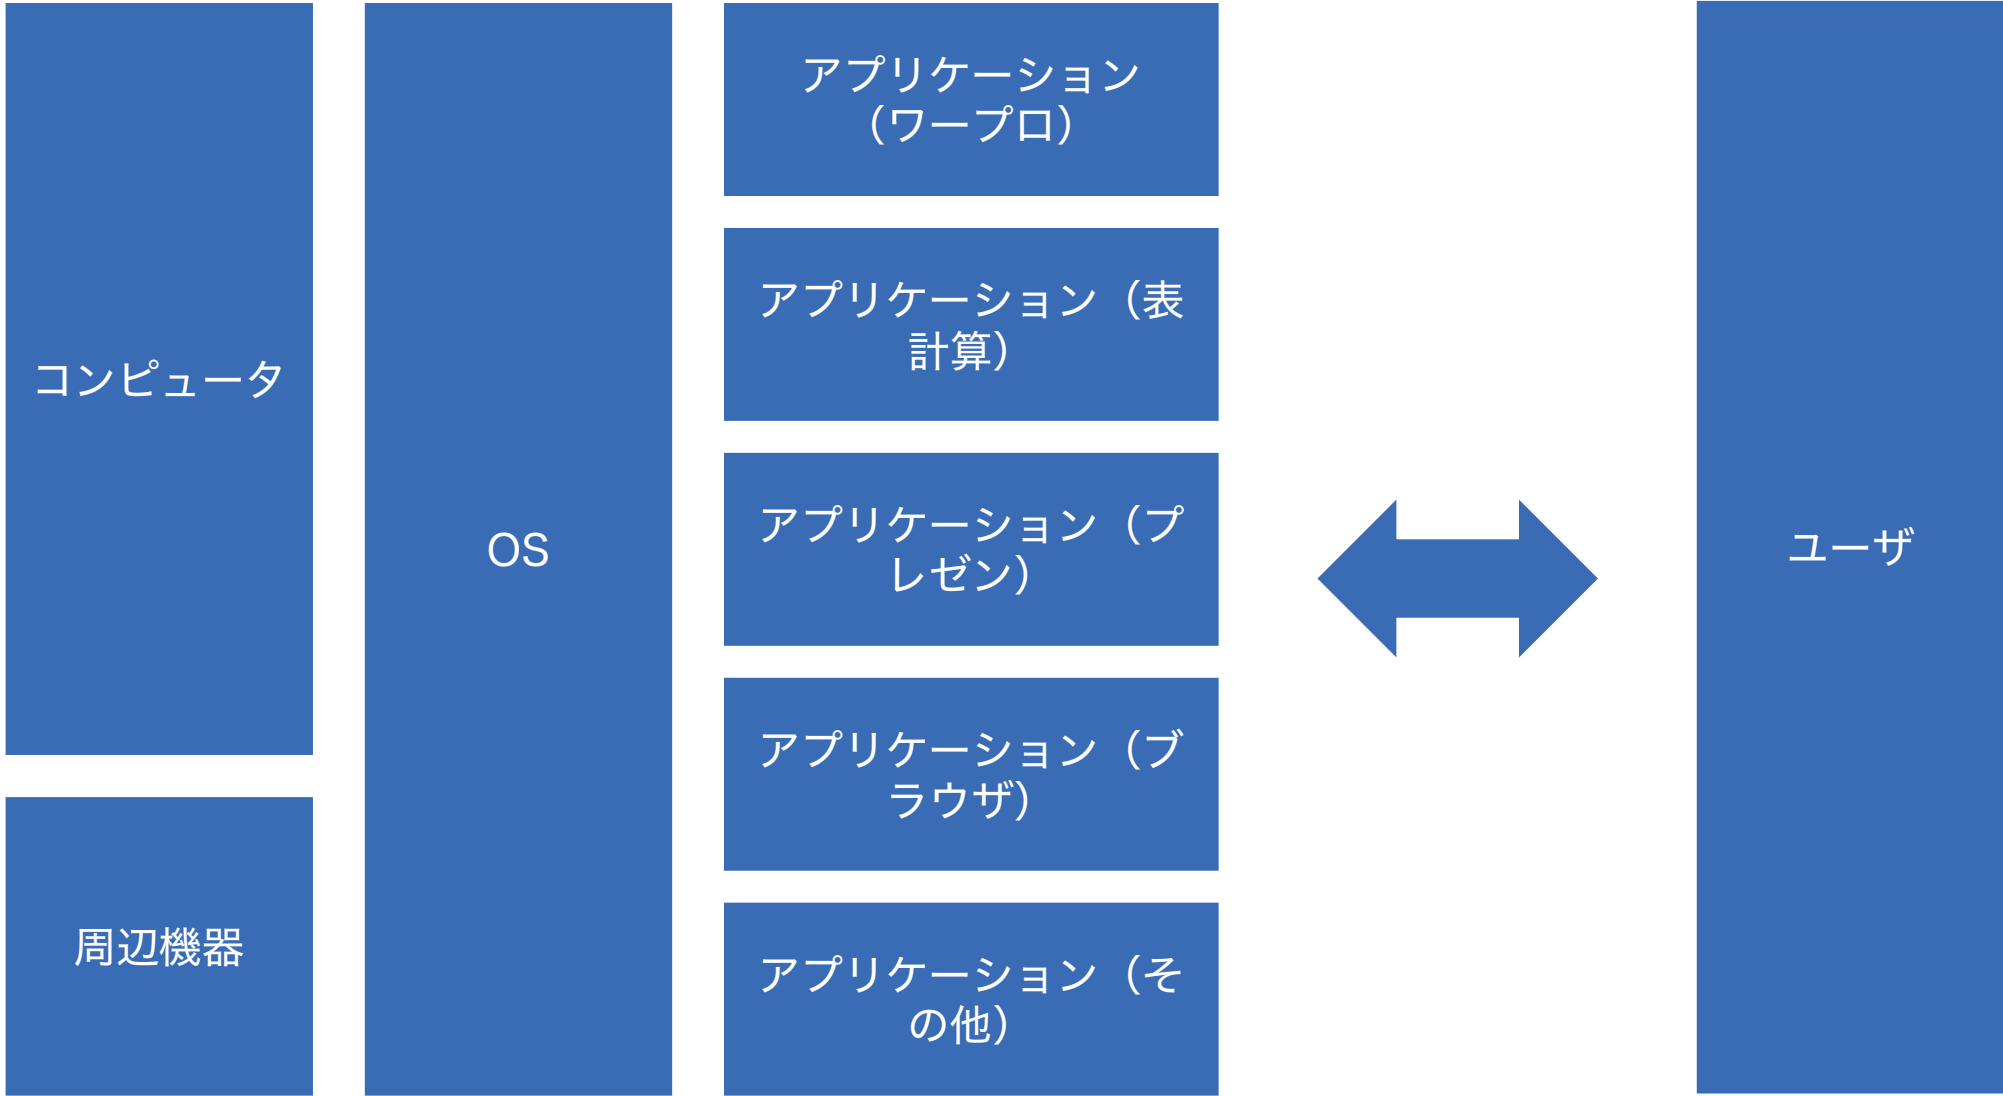 コンピュータ
周辺機器
OS
アプリケーション
（ワープロ）
アプリケーション（表
計算）
アプリケーション（プ
レゼン）
アプリケーション（ブ
ラウザ）
アプリケーション（そ
の他）
ユーザ